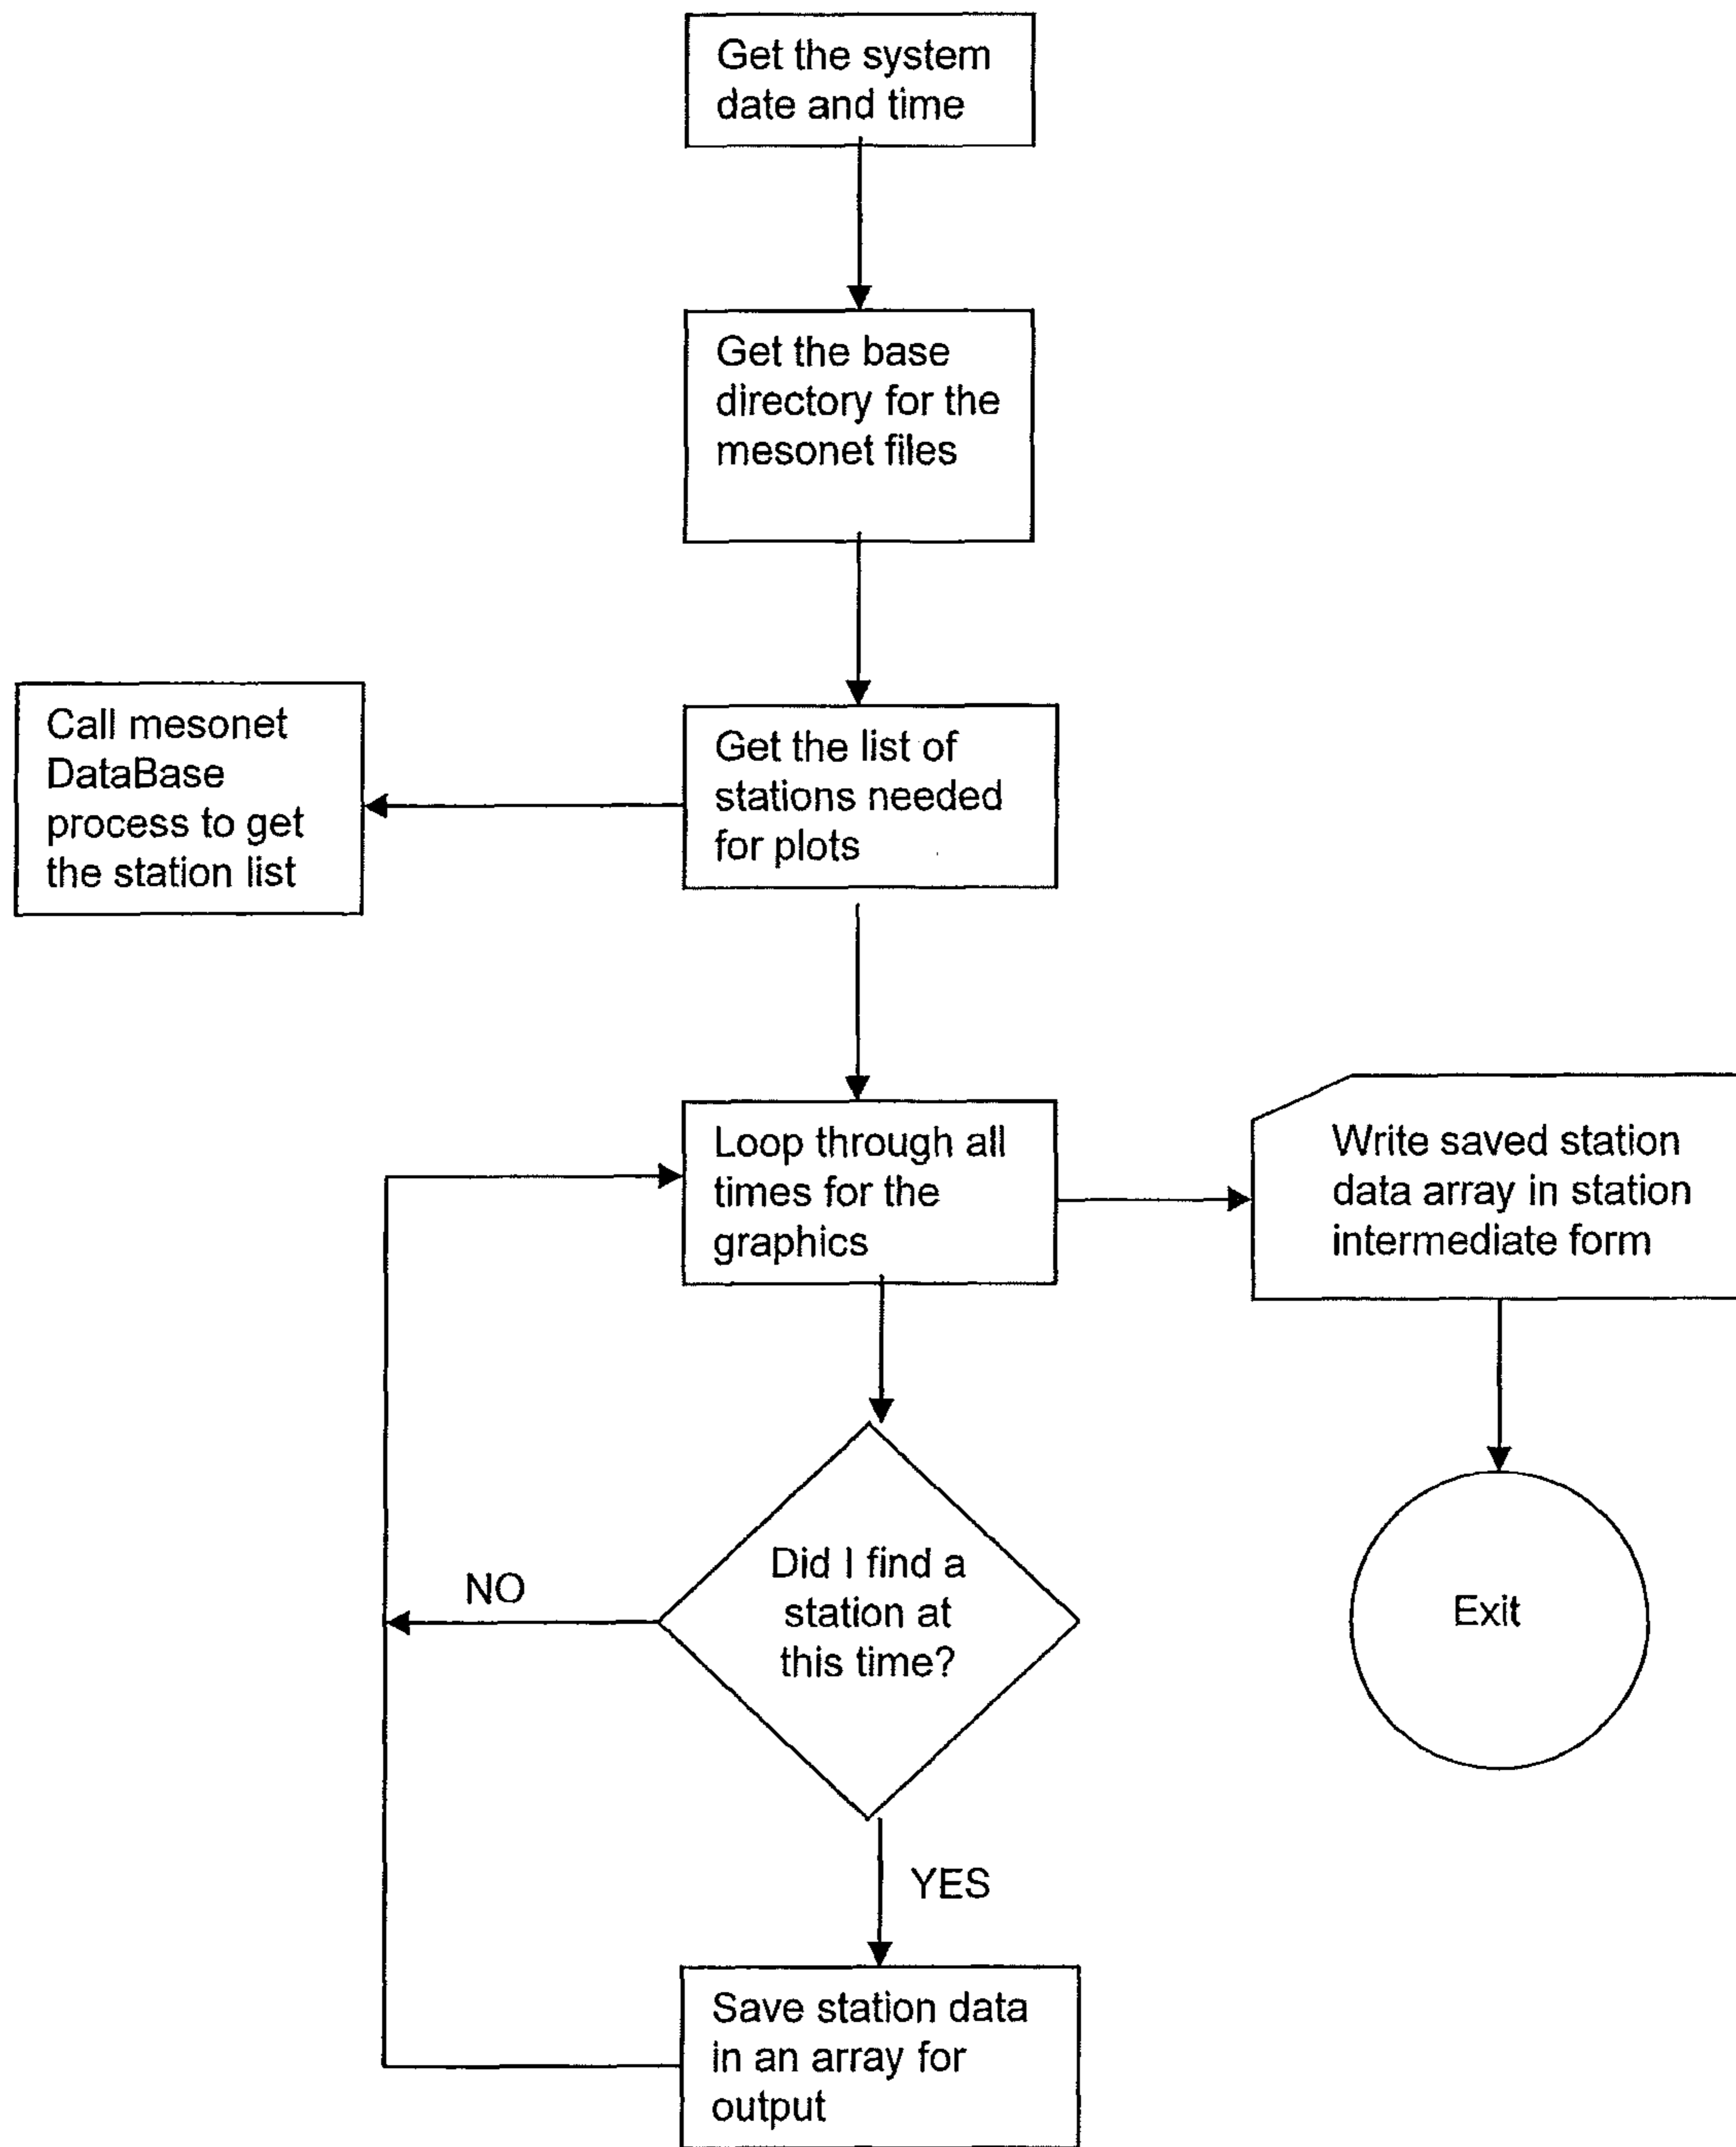 Get the system
date and time
Get the base
directory for the
mesonet files
Call mesonet
DataBase
process to get
the station list
Get the list of
stations needed
for plots
Loop through all
times for the
graphics
Write saved station
data array in station
intermediate form
Did I find a
station at
this time?
NO
Exit
YES
Save station data
in an array for
output